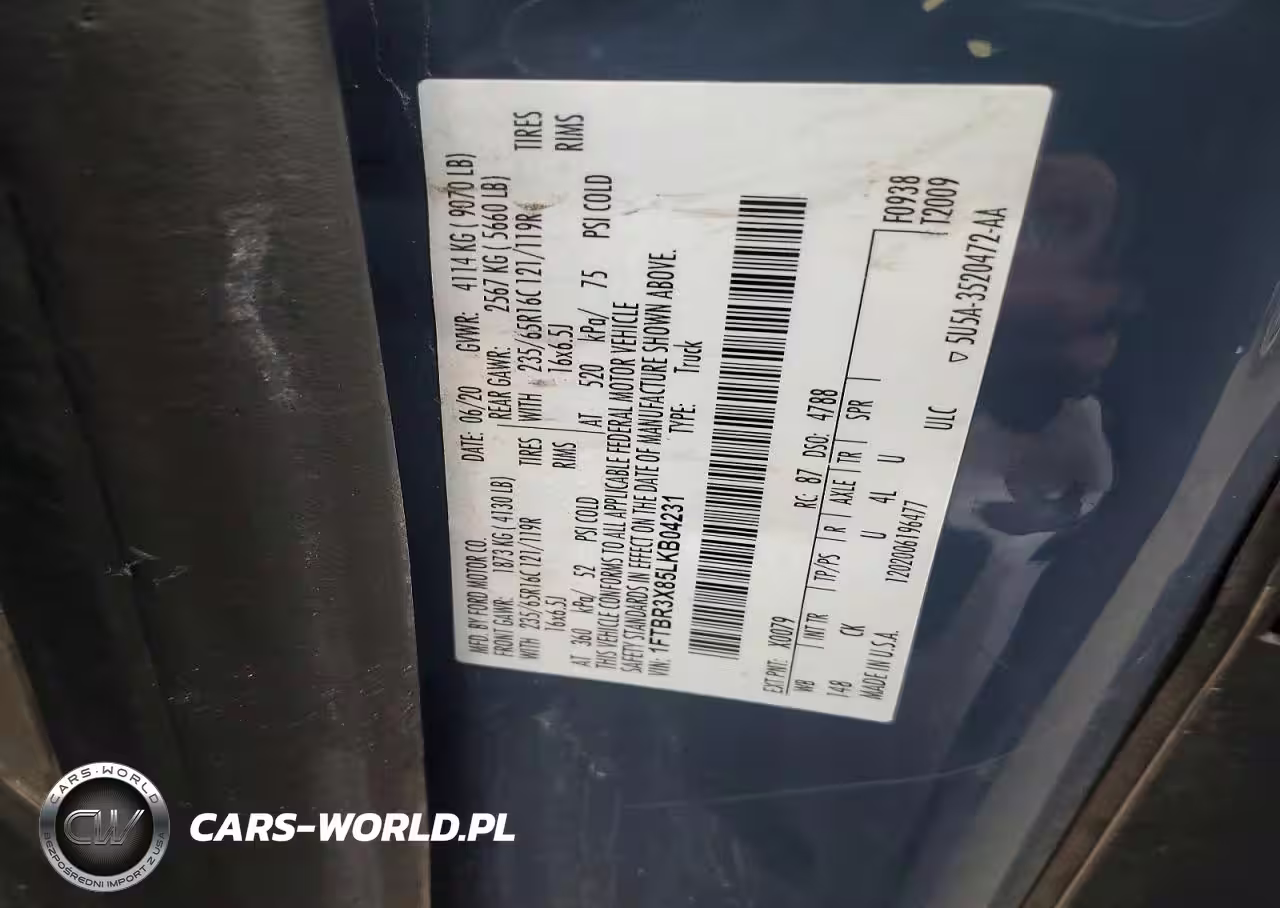 MFD. BY FORD MOTOR CO.
DATE: 06/20 GVWR: 4114 KG ( 9070 LB)
FRONT GAWR: 1873 KG ( 4130 LB)
REAR GAWR: 2567 KG ( 5660 LB)
WITH 235/65R16C 121/119R TIRES
WITH 235/65R16C 121/119R TIRES
16x6.5J RIMS
16x6.5J RIMS
AT 360 kPa/ 52 PSI COLD
AT 520 kPa/ 75 PSI COLD
THIS VEHICLE CONFORMS TO ALL APPLICABLE FEDERAL MOTOR VEHICLE
SAFETY STANDARDS IN EFFECT ON THE DATE OF MANUFACTURE SHOWN ABOVE.
VIN: 1FTBR3X85LKB04231 TYPE: Truck
EXT PNT: X0079 RC: 87 DSO: 4788
WB INT TR TP/PS R AXLE TR SPR F0938
148 CK U 4L U T2009
MADE IN U.S.A. 1202006196477 ULC ▽ 5U5A-3520472-AA
CARS-WORLD
CW
BEZPOŚREDNI IMPORT Z USA
CARS-WORLD.PL